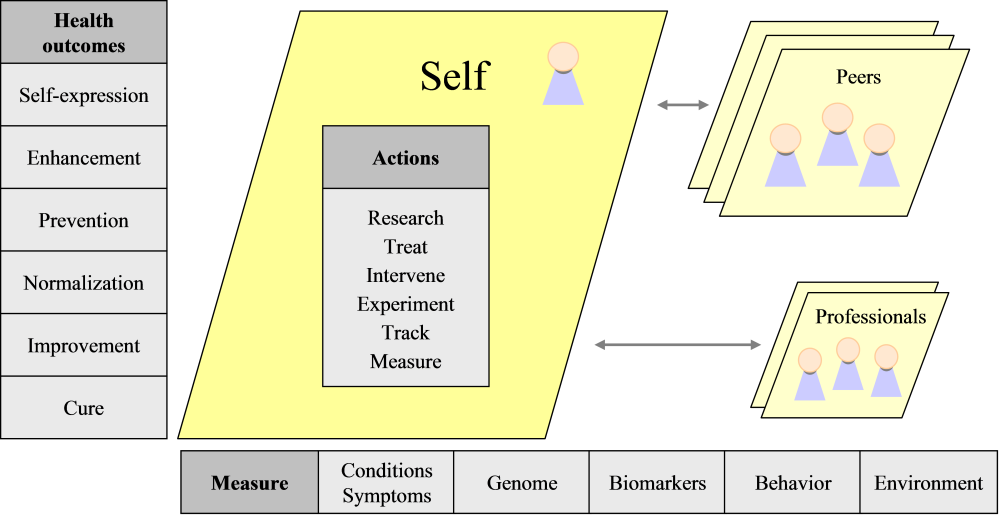 Health
outcomes
Self-expression
Enhancement
Prevention
Normalization
Improvement
Cure
Self
Actions
Research
Treat
Intervene
Experiment
Track
Measure
Peers
Professionals
Measure
Conditions
Symptoms
Genome
Biomarkers
Behavior
Environment